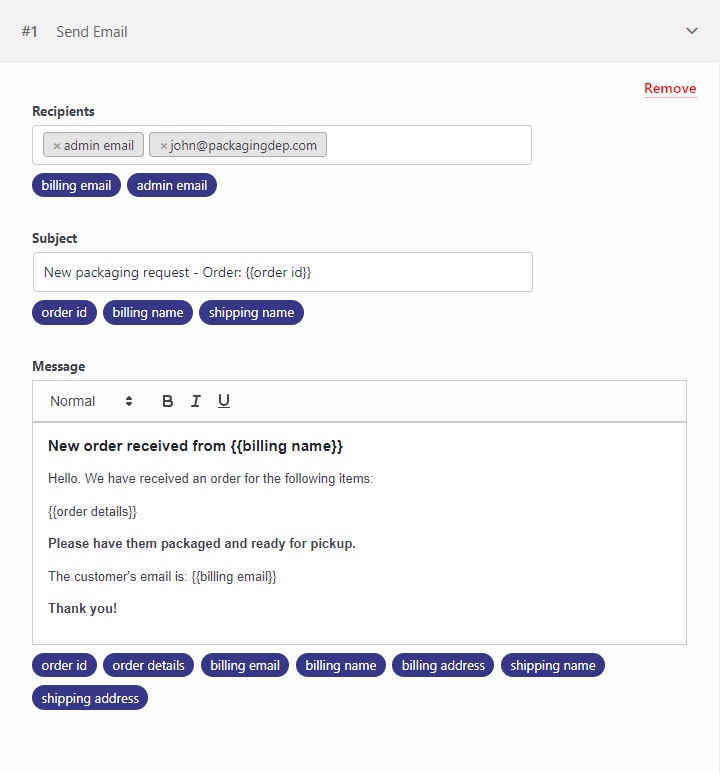 #1 Send Email
Remove
Recipients
× admin email × john@packagingdep.com
billing email admin email
Subject
New packaging request - Order: {{order id}}
order id billing name shipping name
Message
Normal B I U
New order received from {{billing name}}
Hello. We have received an order for the following items:
{{order details}}
Please have them packaged and ready for pickup.
The customer's email is: {{billing email}}
Thank you!
order id order details billing email billing name billing address shipping name
shipping address